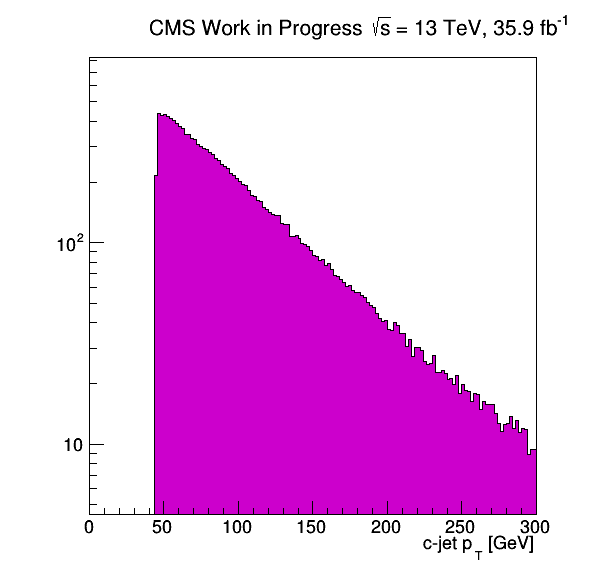 CMS Work in Progress √s = 13 TeV, 35.9 fb⁻¹
10²
10
0 50 100 150 200 250 300
c-jet p_T [GeV]